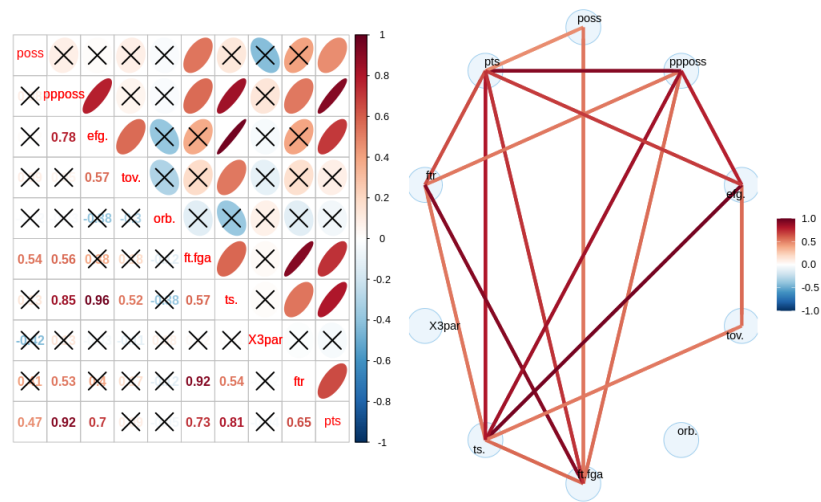 poss
ppposs
0.78 efg.
0.57 tov.
orb.
0.54 0.56 ft.fga
0.85 0.96 0.52 0.57 ts.
X3par
0.53 0.92 0.54 ftr
0.47 0.92 0.7 0.73 0.81 0.65 pts
1
0.8
0.6
0.4
0.2
0
-0.2
-0.4
-0.6
-0.8
-1
poss
pts
ppposs
ftr
efg.
X3par
tov.
orb.
ts.
ft.fga
1.0
0.5
0.0
-0.5
-1.0